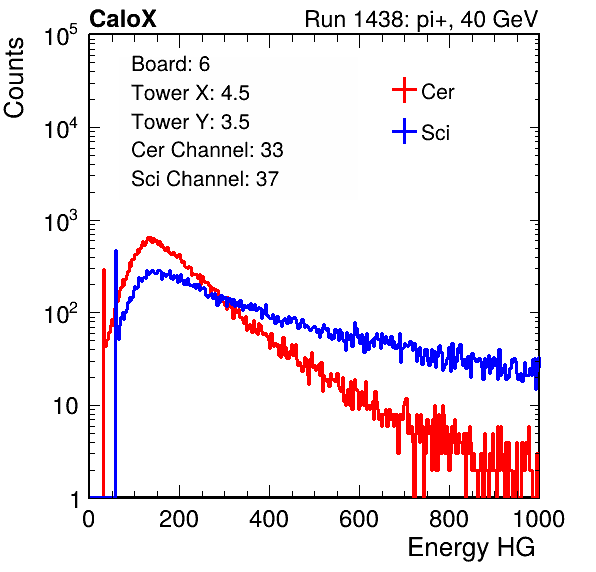 CaloX Run 1438: pi+, 40 GeV
Counts
10^5
10^4
10^3
10^2
10
1
Board: 6
Tower X: 4.5
Tower Y: 3.5
Cer Channel: 33
Sci Channel: 37
Cer
Sci
0 200 400 600 800 1000
Energy HG